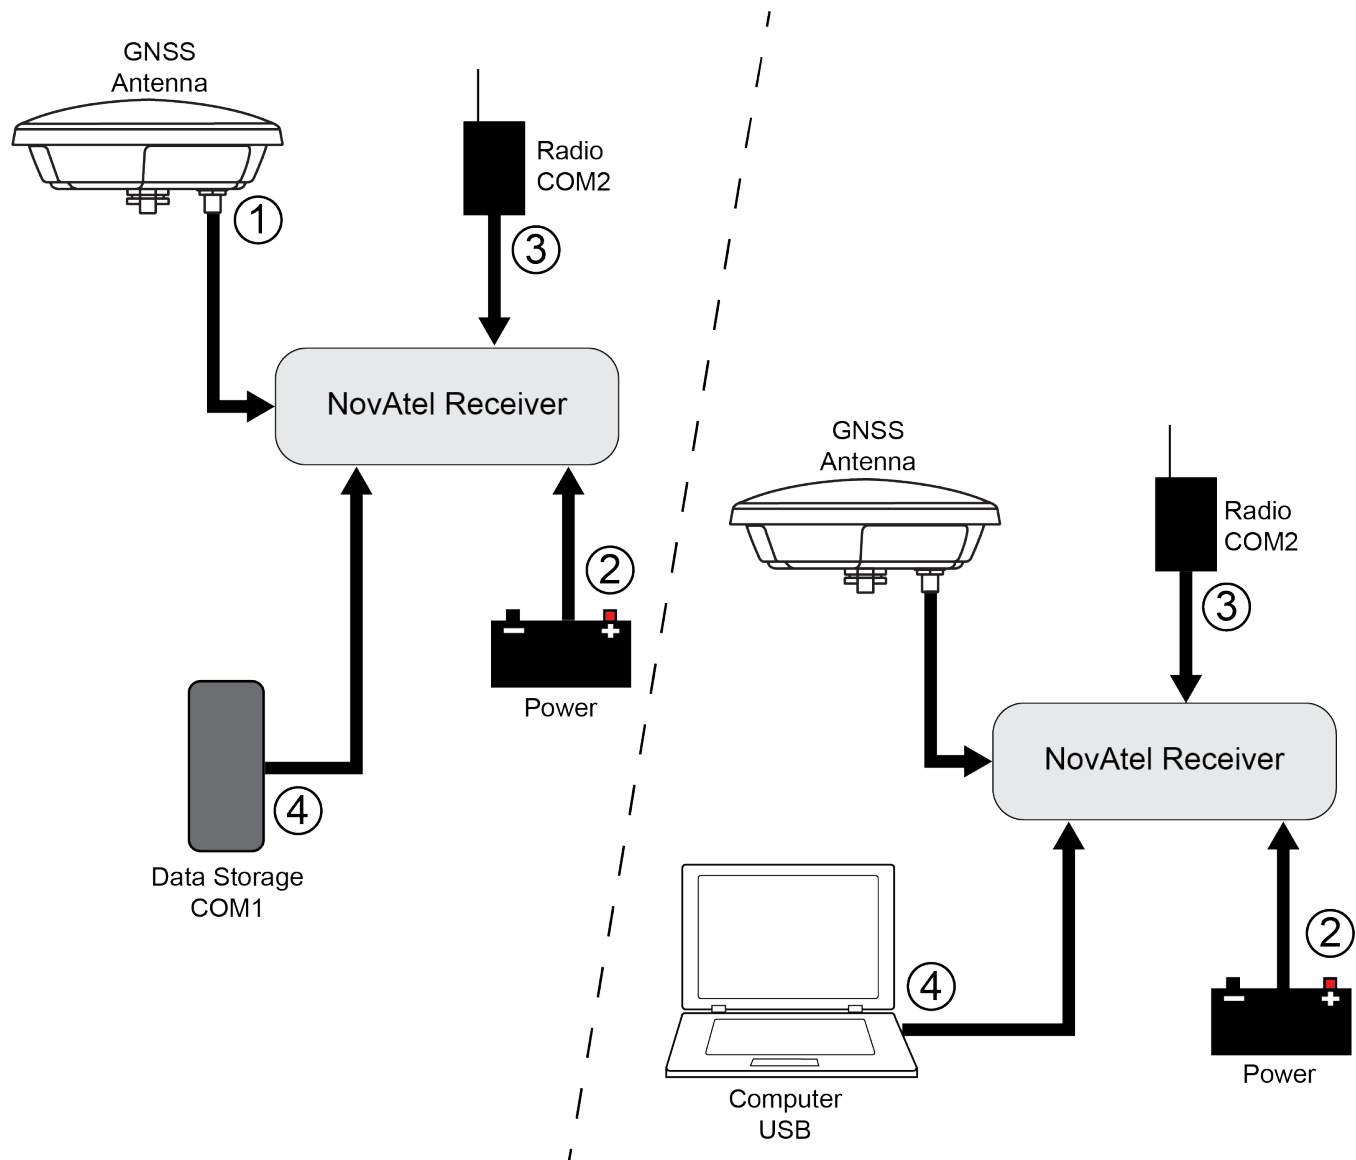 GNSS
Antenna
1
Radio
COM2
3
NovAtel Receiver
2
Power
4
Data Storage
COM1
GNSS
Antenna
Radio
COM2
3
NovAtel Receiver
2
Power
4
Computer
USB